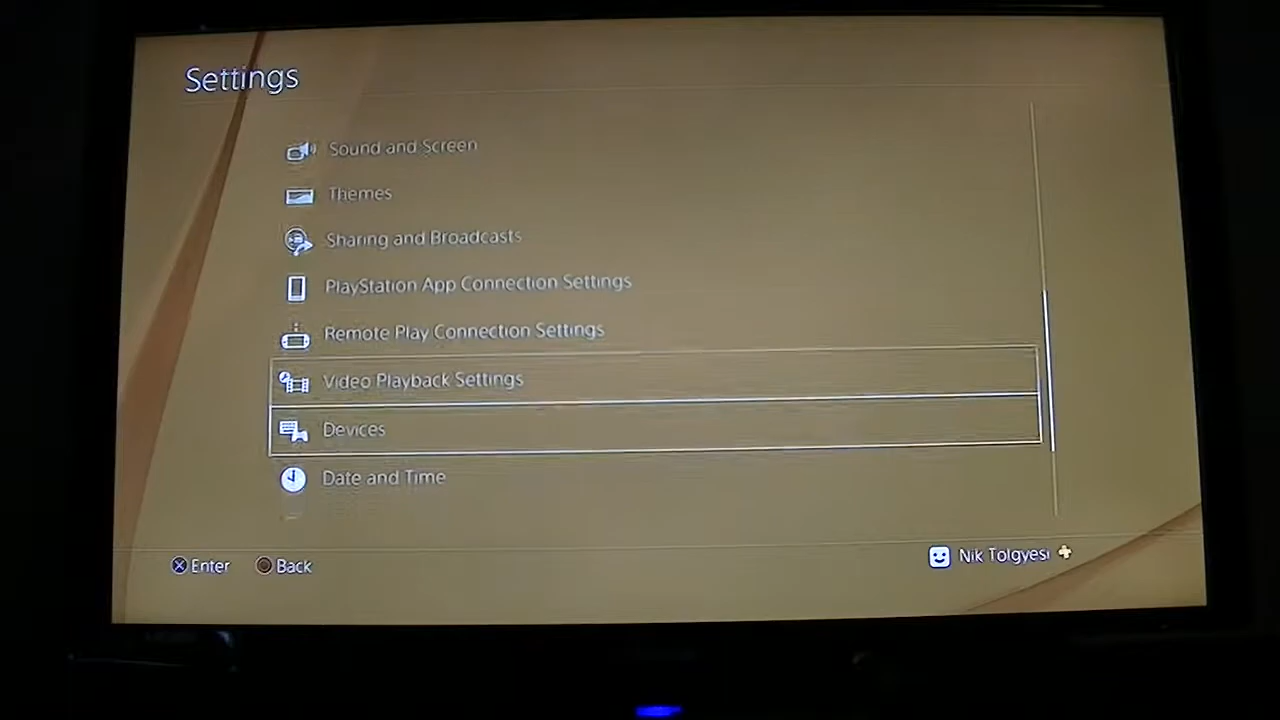 Settings
Sound and Screen
Themes
Sharing and Broadcasts
PlayStation App Connection Settings
Remote Play Connection Settings
Video Playback Settings
Devices
Date and Time
Enter Back
Nik Tolgyesi